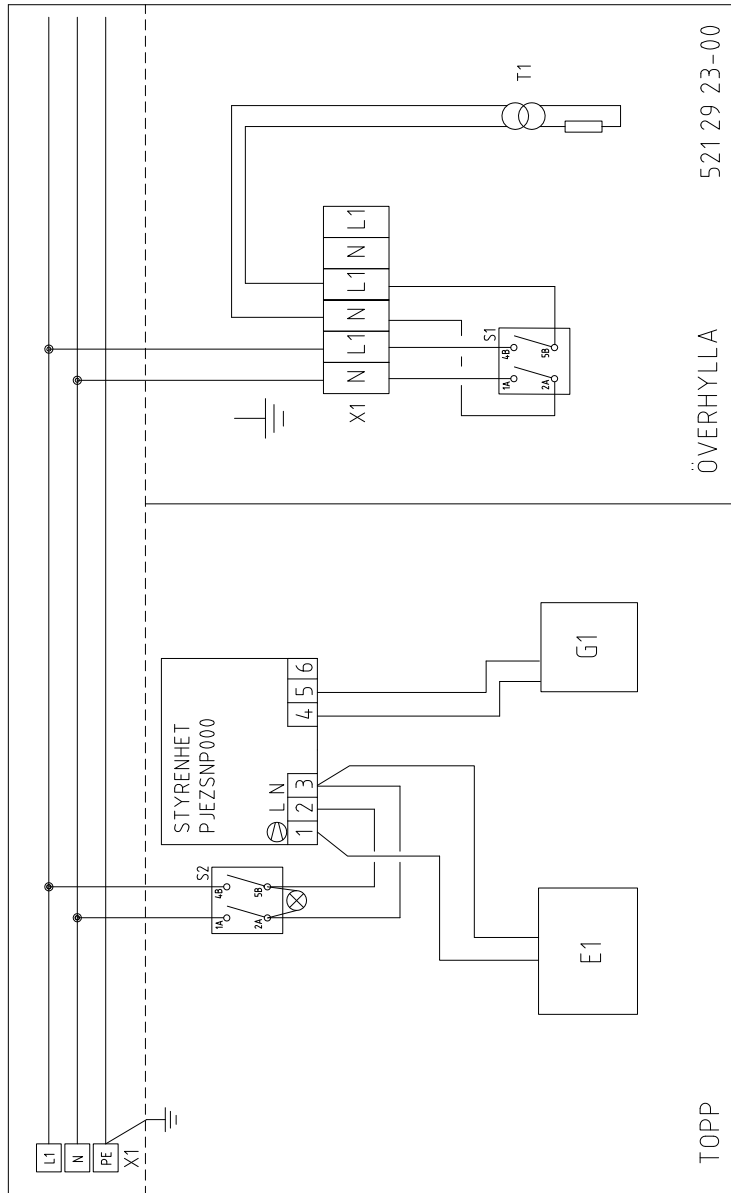 L1
N
PE
X1
S2
1A
4B
2A
5B
STYRENHET
PJEZSNP000
L N
1 2 3 4 5 6
E1
G1
TOPP
X1
N L1 N L1 N L1
S1
1A
4B
2A
5B
T1
ÖVERHYLLA
521 29 23-00